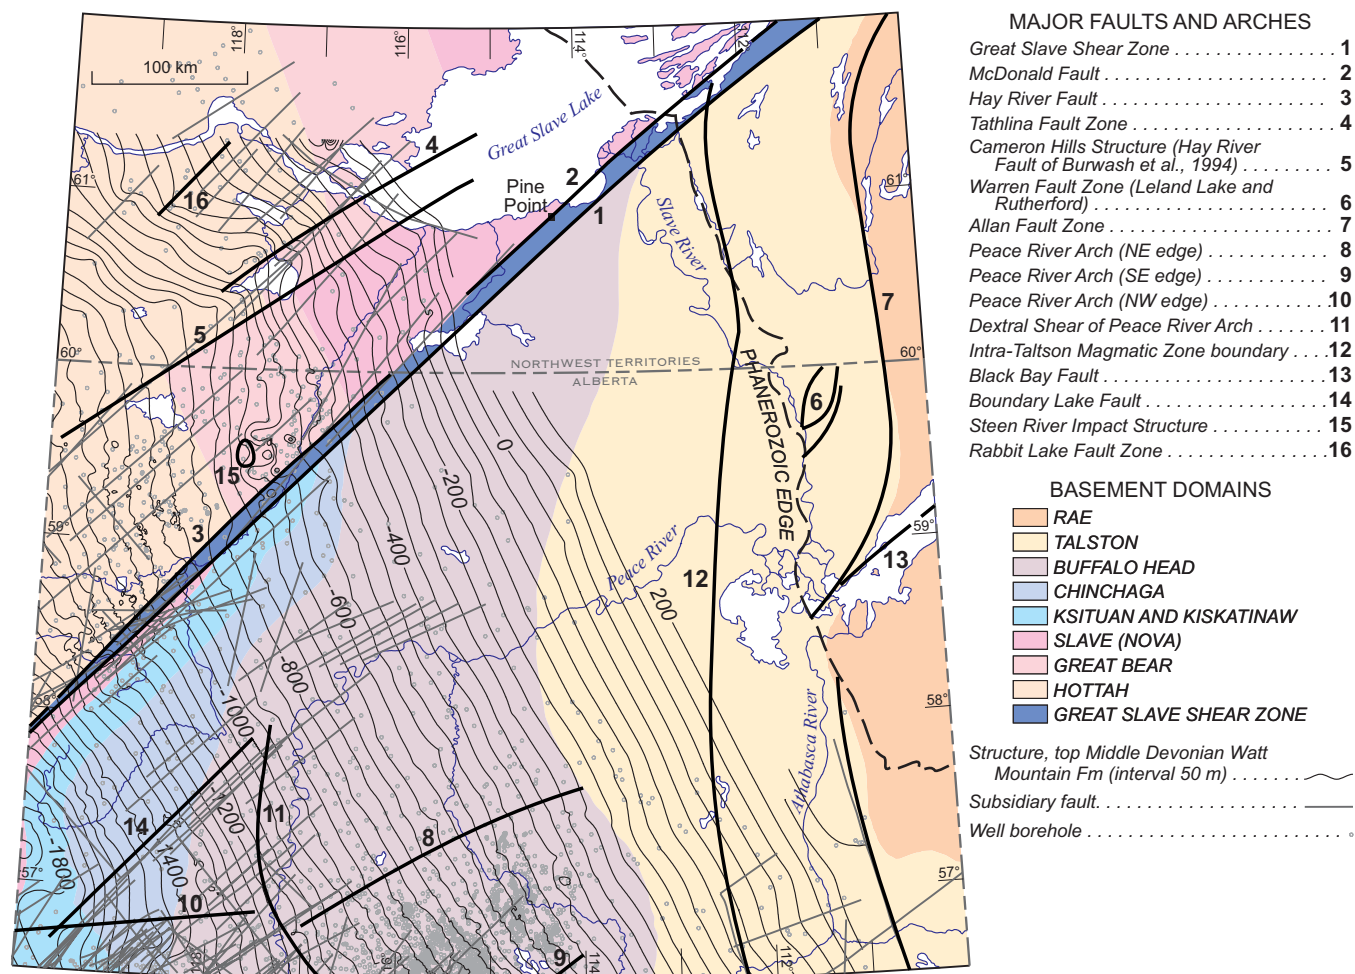 118°
116°
114°
100 km
Great Slave Lake
4
61°
16
Pine
Point
2
1
Slave River
61°
5
7
60°
NORTHWEST TERRITORIES
ALBERTA
60°
PHANEROZOIC EDGE
6
0
-200
15
59°
3
-400
59°
13
Peace River
12
-600
200
-800
58°
58°
-1000
Athabasca River
11
-1200
14
8
-1400
-1800
57°
57°
10
9
118°
116°
114°
112°
MAJOR FAULTS AND ARCHES
Great Slave Shear Zone . . . . . . . . . . . . . . . . 1
McDonald Fault . . . . . . . . . . . . . . . . . . . . . . 2
Hay River Fault . . . . . . . . . . . . . . . . . . . . . . 3
Tathlina Fault Zone . . . . . . . . . . . . . . . . . . . 4
Cameron Hills Structure (Hay River
Fault of Burwash et al., 1994) . . . . . . . . . . 5
Warren Fault Zone (Leland Lake and
Rutherford) . . . . . . . . . . . . . . . . . . . . . . . 6
Allan Fault Zone . . . . . . . . . . . . . . . . . . . . . . 7
Peace River Arch (NE edge) . . . . . . . . . . . . . 8
Peace River Arch (SE edge) . . . . . . . . . . . . . 9
Peace River Arch (NW edge) . . . . . . . . . . . .10
Dextral Shear of Peace River Arch . . . . . . .11
Intra-Taltson Magmatic Zone boundary . . . .12
Black Bay Fault . . . . . . . . . . . . . . . . . . . . . .13
Boundary Lake Fault . . . . . . . . . . . . . . . . . .14
Steen River Impact Structure . . . . . . . . . . . .15
Rabbit Lake Fault Zone . . . . . . . . . . . . . . . .16
BASEMENT DOMAINS
RAE
TALSTON
BUFFALO HEAD
CHINCHAGA
KSITUAN AND KISKATINAW
SLAVE (NOVA)
GREAT BEAR
HOTTAH
GREAT SLAVE SHEAR ZONE
Structure, top Middle Devonian Watt
Mountain Fm (interval 50 m) . . . . . . .
Subsidiary fault. . . . . . . . . . . . . . . . . .
Well borehole . . . . . . . . . . . . . . . . . . . . . . .